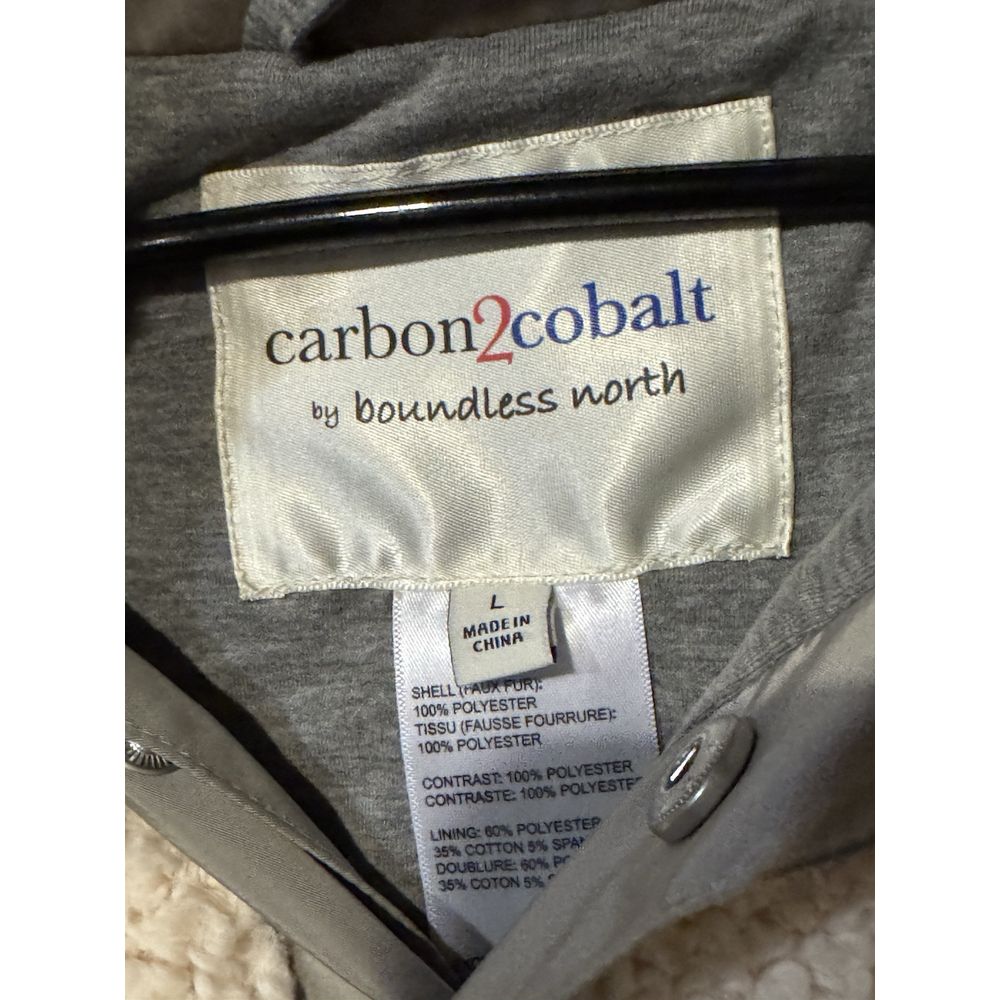 carbon2cobalt
by boundless north
L
MADE IN
CHINA
SHELL (FAUX FUR):
100% POLYESTER
TISSU (FAUSSE FOURRURE):
100% POLYESTER
CONTRAST: 100% POLYESTER
CONTRASTE: 100% POLYESTE
LINING: 60% POLYESTER
35% COTTON 5% SPAN
DOUBLURE: 60% PO
35% COTON 5%